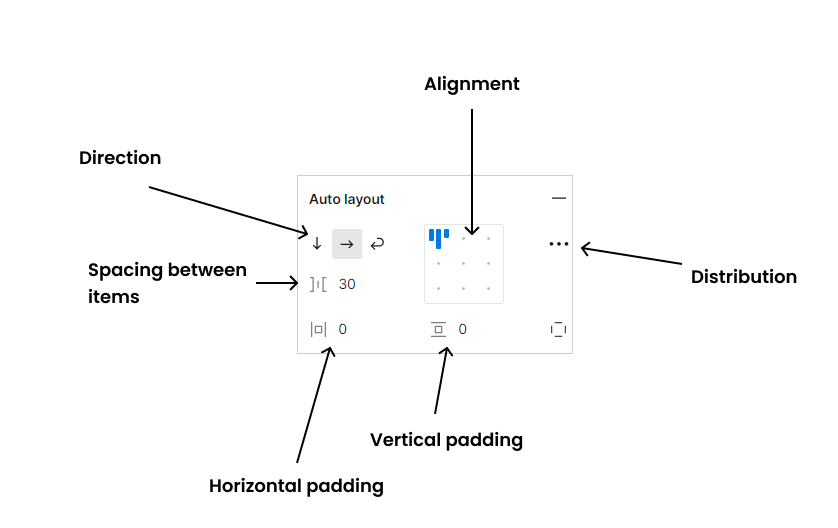 Alignment
Direction
Auto layout
Spacing between
items
30
Distribution
0
0
Vertical padding
Horizontal padding